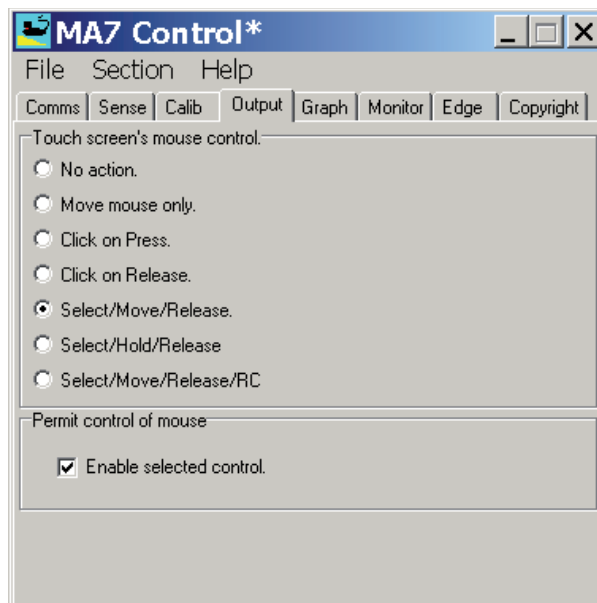 MA7 Control*
File Section Help
Comms Sense Calib Output Graph Monitor Edge Copyright
Touch screen's mouse control.
No action.
Move mouse only.
Click on Press.
Click on Release.
Select/Move/Release.
Select/Hold/Release
Select/Move/Release/RC
Permit control of mouse
Enable selected control.